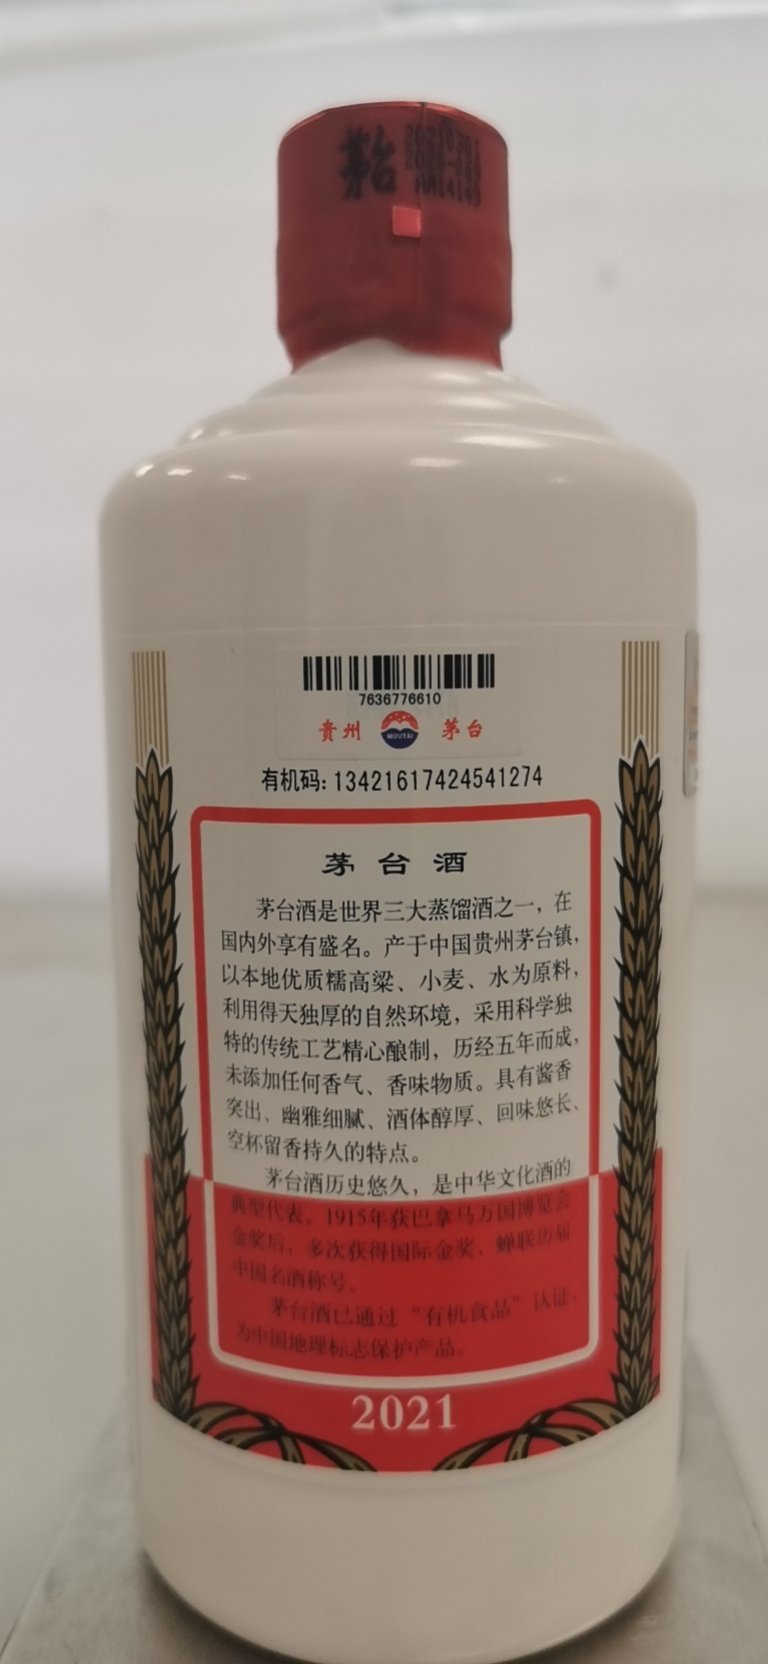 茅台
7636776610
贵州 MOUTAI 茅台
有机码: 13421617424541274
茅台酒
茅台酒是世界三大蒸馏酒之一，在
国内外享有盛名。产于中国贵州茅台镇，
以本地优质糯高粱、小麦、水为原料，
利用得天独厚的自然环境，采用科学独
特的传统工艺精心酿制，历经五年而成，
未添加任何香气、香味物质。具有酱香
突出、幽雅细腻、酒体醇厚、回味悠长、
空杯留香持久的特点。
茅台酒历史悠久，是中华文化酒的
典型代表。1915年获巴拿马万国博览会
金奖后，多次获得国际金奖，蝉联历届
中国名酒称号。
茅台酒已通过“有机食品”认证，
为中国地理标志保护产品。
2021